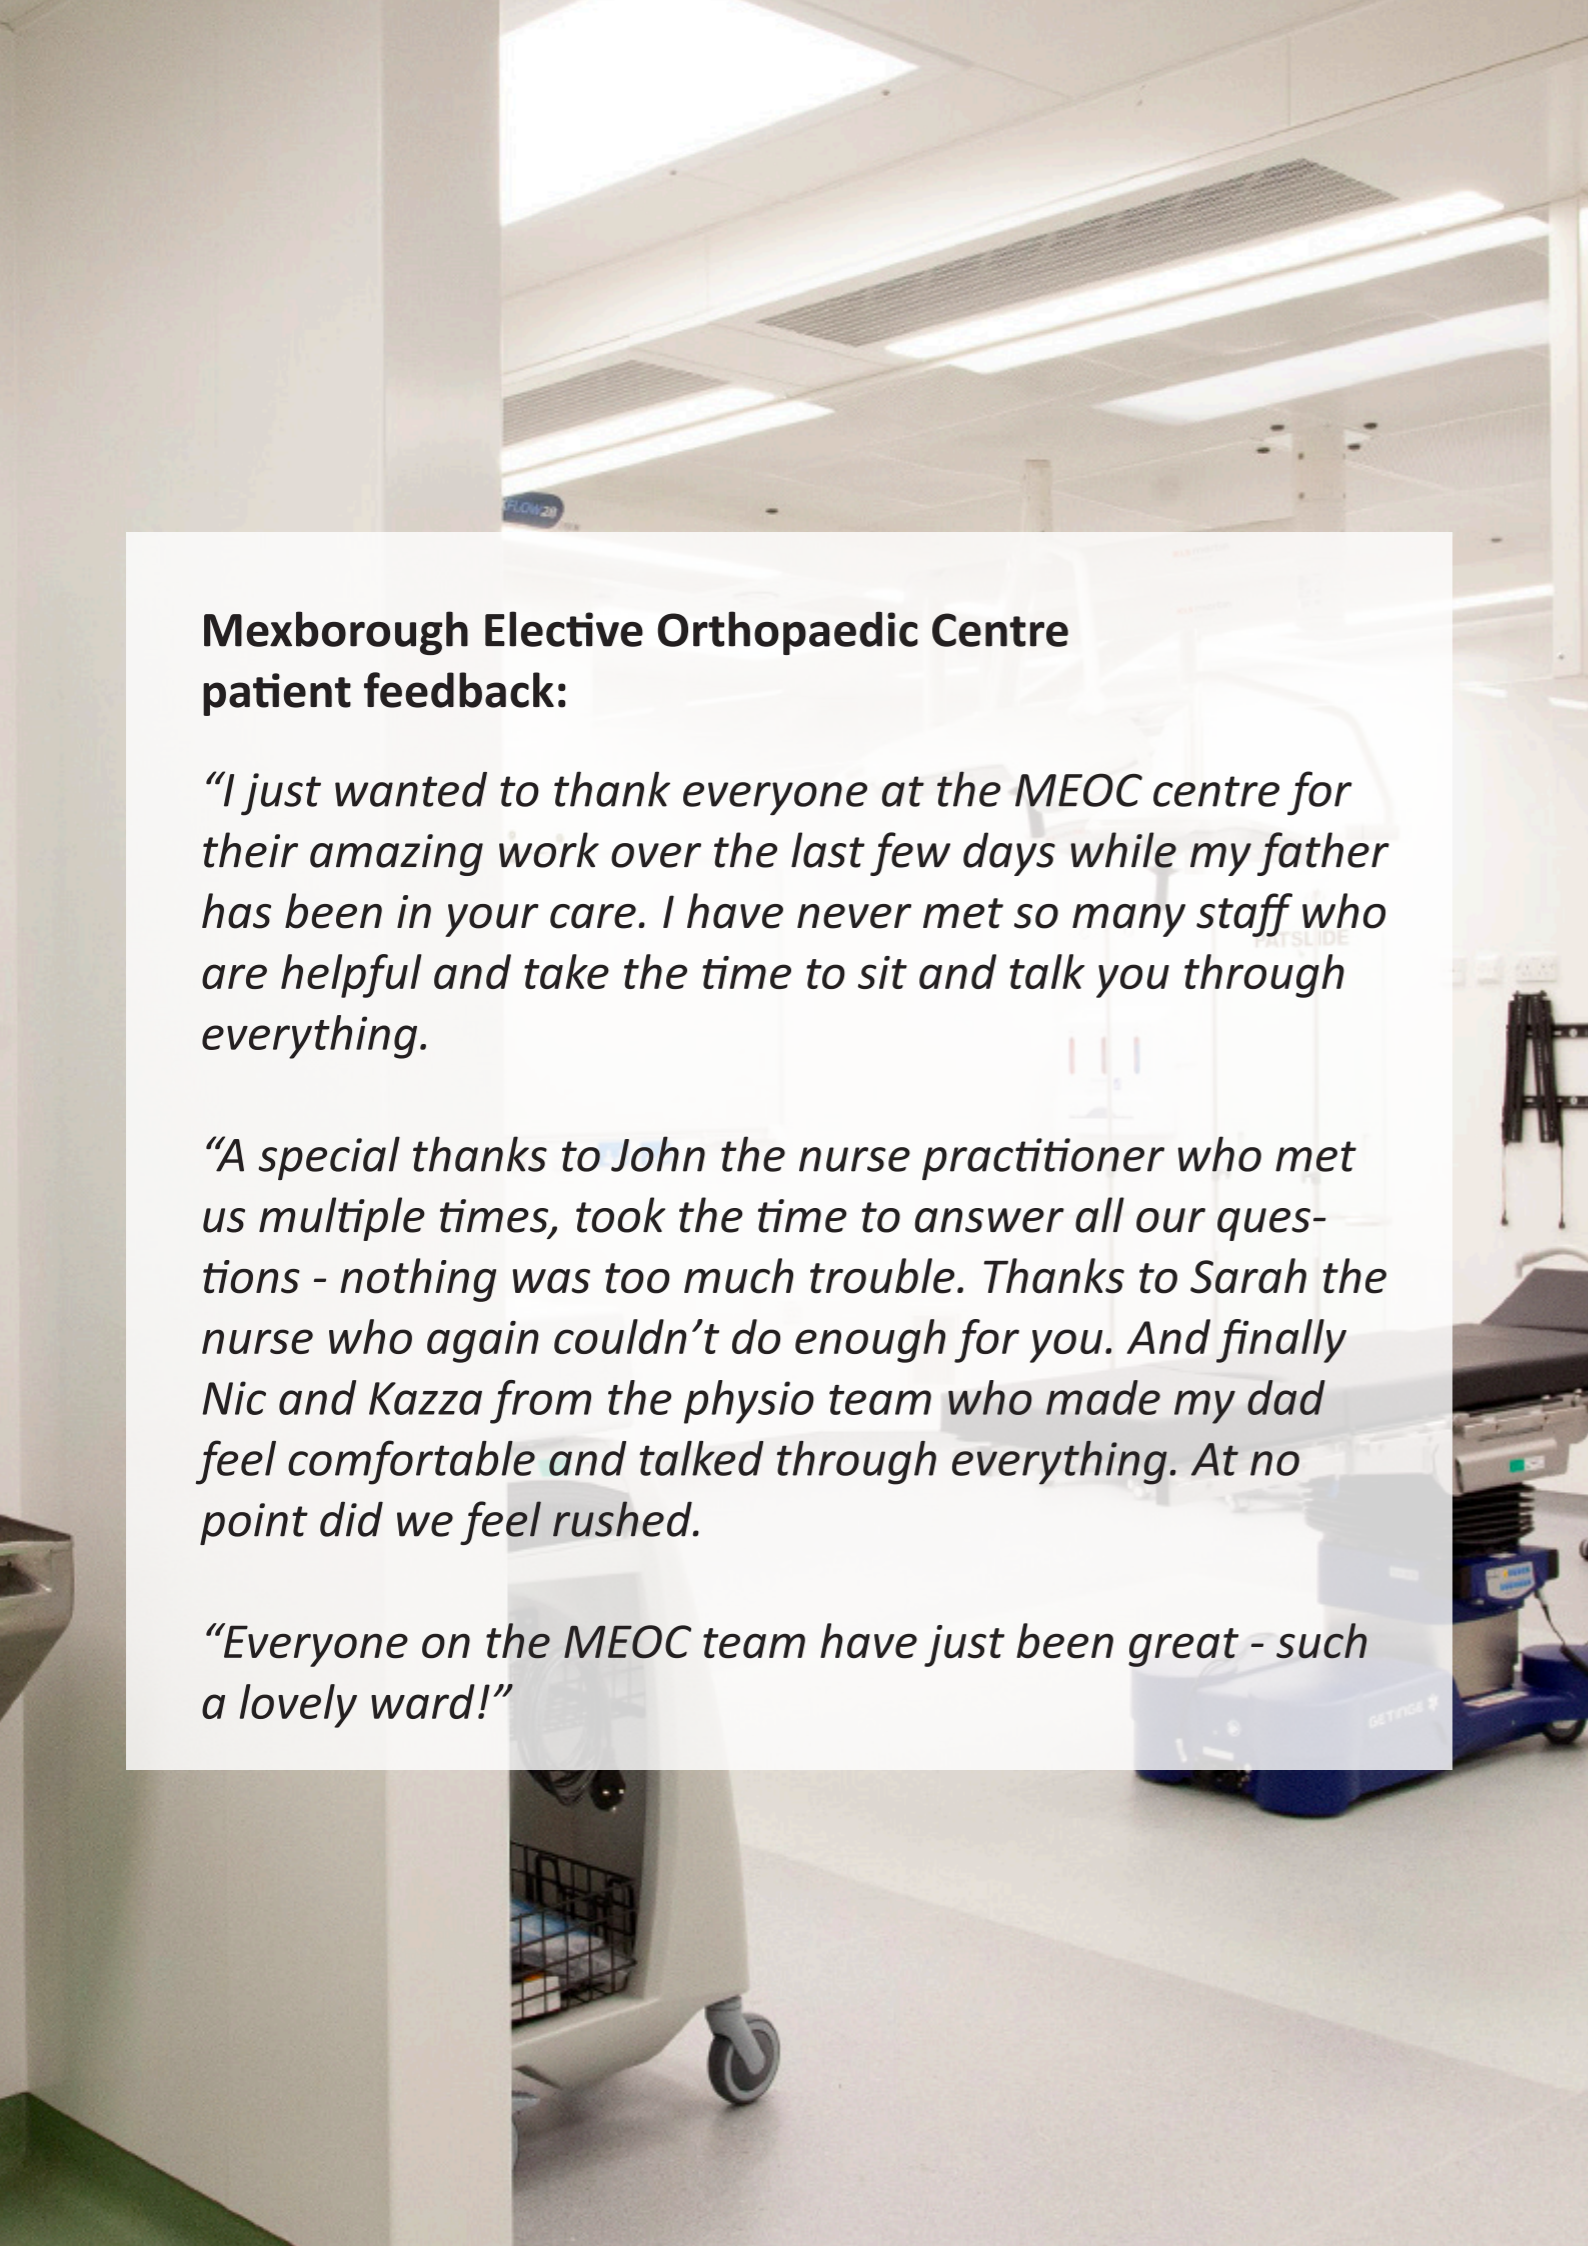 FLOW28
Mexborough Elective Orthopaedic Centre
patient feedback:
“I just wanted to thank everyone at the MEOC centre for
their amazing work over the last few days while my father
has been in your care. I have never met so many staff who
PATSLIDE
are helpful and take the time to sit and talk you through
everything.
“A special thanks to John the nurse practitioner who met
us multiple times, took the time to answer all our ques-
tions - nothing was too much trouble. Thanks to Sarah the
nurse who again couldn’t do enough for you. And finally
Nic and Kazza from the physio team who made my dad
feel comfortable and talked through everything. At no
point did we feel rushed.
“Everyone on the MEOC team have just been great - such
a lovely ward!”
GETINGE